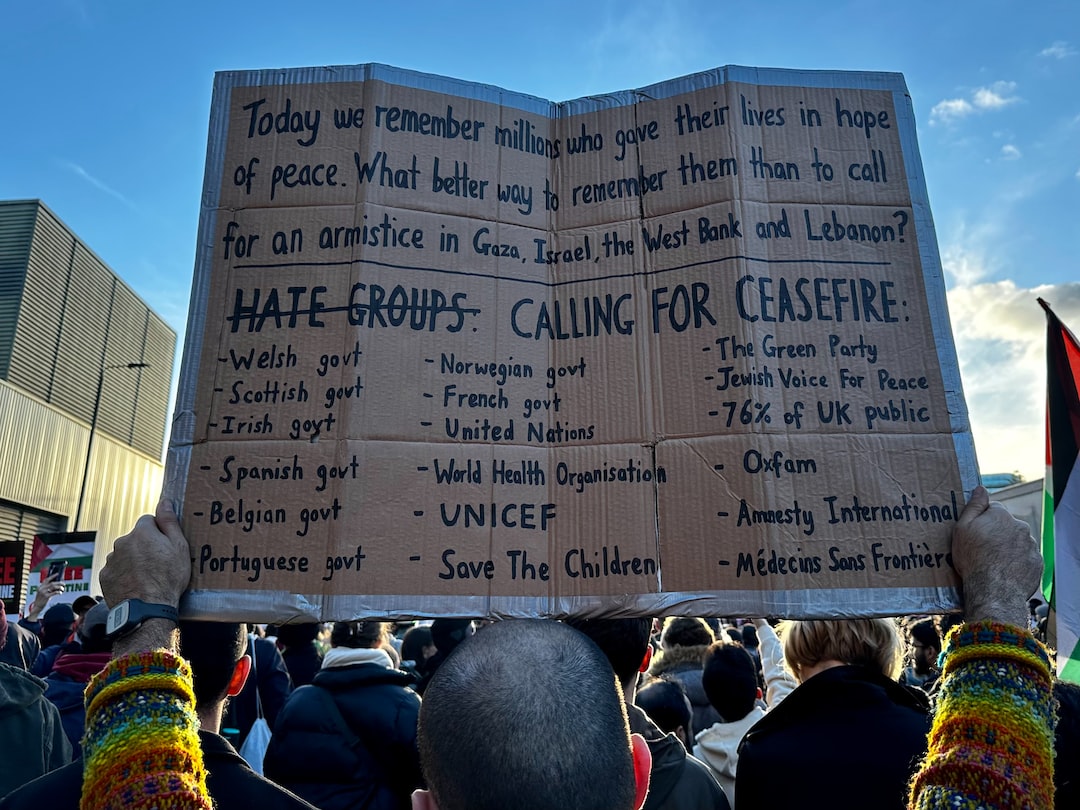 Today we remember millions who gave their lives in hope
of peace. What better way to remember them than to call
for an armistice in Gaza, Israel, the West Bank and Lebanon?
HATE GROUPS: CALLING FOR CEASEFIRE:
- Welsh govt
- Scottish govt
- Irish govt
- Spanish govt
- Belgian govt
- Portuguese govt
- Norwegian govt
- French govt
- United Nations
- World Health Organisation
- UNICEF
- Save The Children
- The Green Party
- Jewish Voice For Peace
- 76% of UK public
- Oxfam
- Amnesty International
- Médecins Sans Frontière